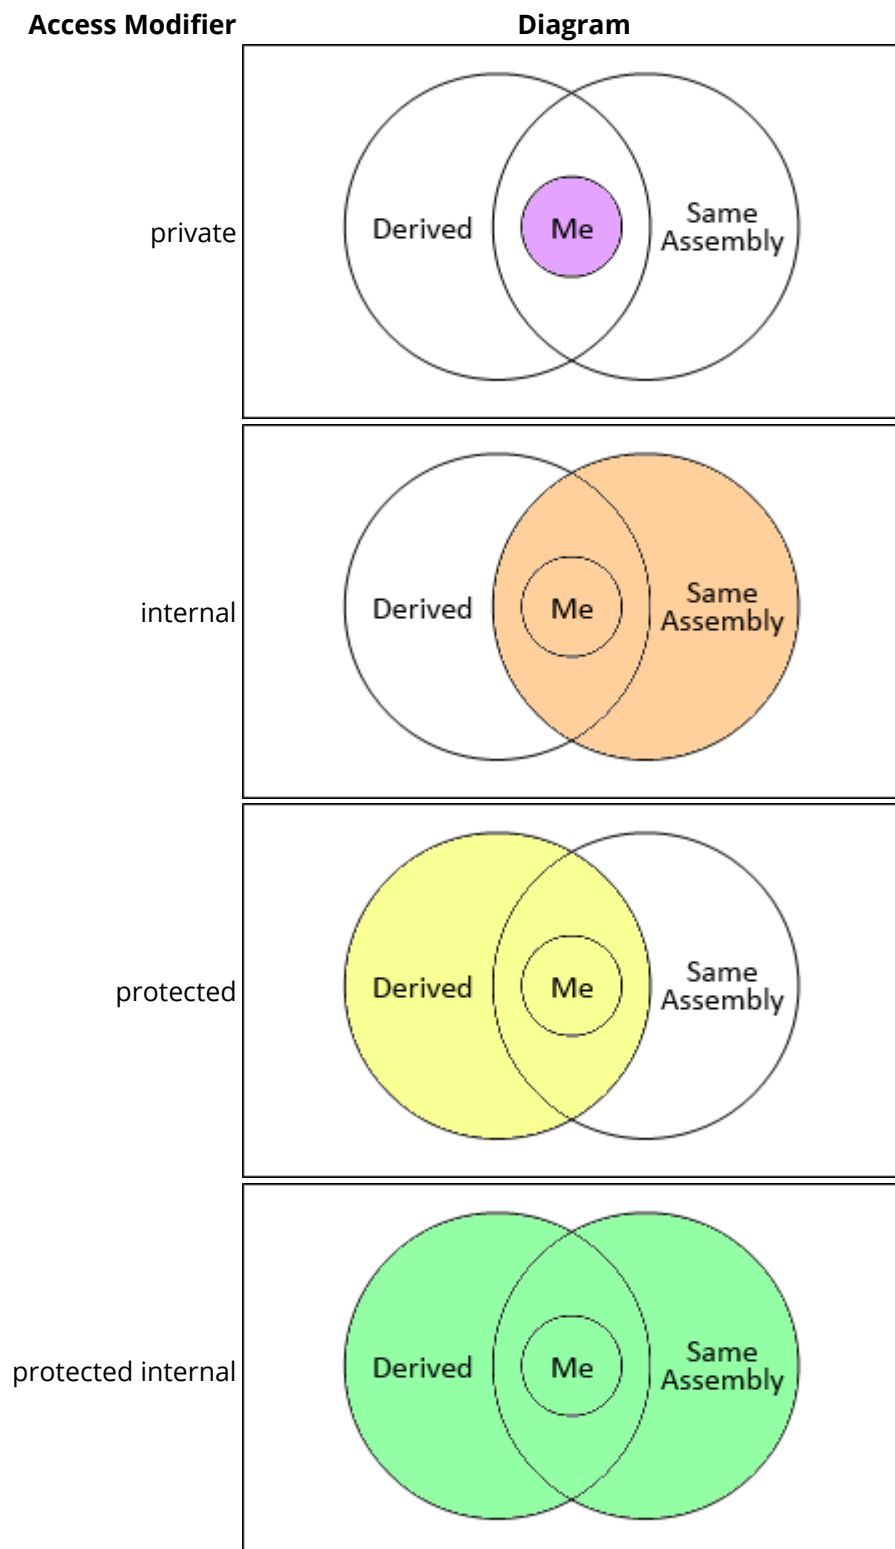 Access Modifier Diagram
private
Derived Me Same
Assembly
internal
Derived Me Same
Assembly
protected
Derived Me Same
Assembly
protected internal
Derived Me Same
Assembly